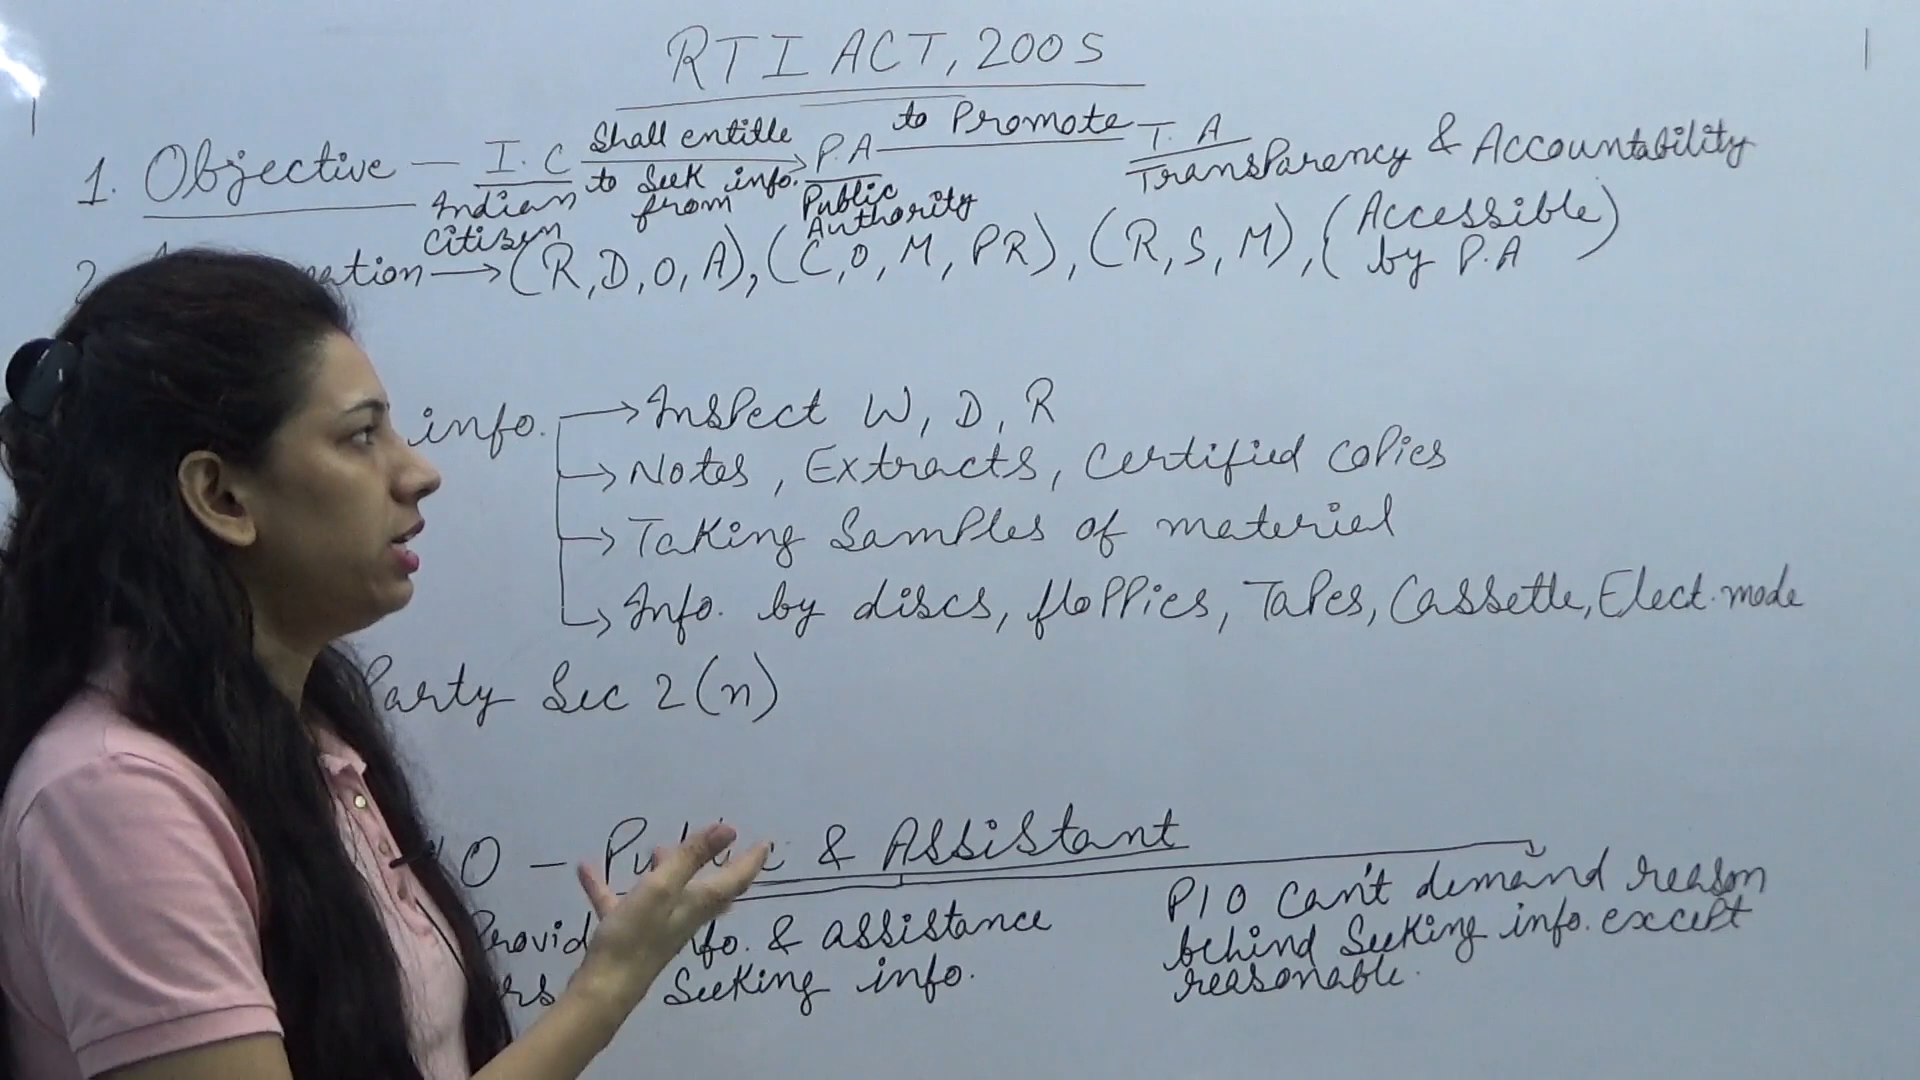 RTI ACT, 2005
1. Objective — I.C Shall entitle to Seek info. from P.A to Promote T. A
Indian Citizen Public Authority Transparency & Accountability
2. → (R, D, O, A), (C, O, M, PR), (R, S, M), (Accessible by P.A)
info. → Inspect W, D, R
→ Notes, Extracts, Certified Copies
→ Taking Samples of material
→ Info. by discs, floppies, Tapes, Cassette, Elect. mode
Party Sec 2(n)
O — Public & Assistant
info. & assistance
Seeking info.
PIO Can't demand reason
behind Seeking info. except
reasonable.